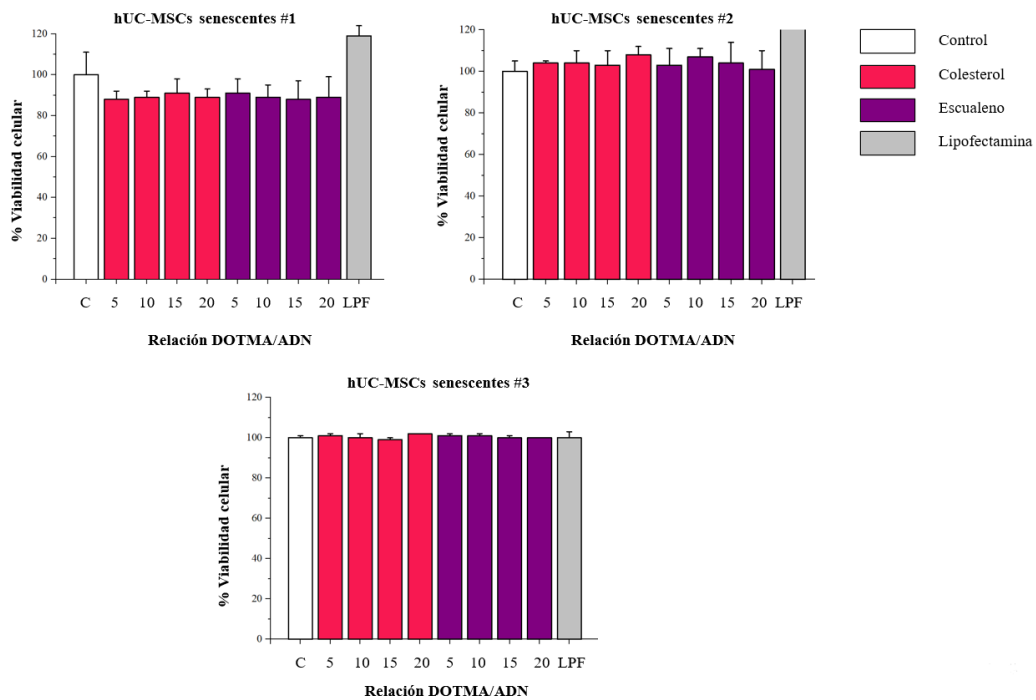 hUC-MSCs senescentes #1
% Viabilidad celular
120
100
80
60
40
20
0
C 5 10 15 20 5 10 15 20 LPF
Relación DOTMA/ADN
hUC-MSCs senescentes #2
% Viabilidad celular
120
100
80
60
40
20
0
C 5 10 15 20 5 10 15 20 LPF
Relación DOTMA/ADN
Control
Colesterol
Escualeno
Lipofectamina
hUC-MSCs senescentes #3
% Viabilidad celular
120
100
80
60
40
20
0
C 5 10 15 20 5 10 15 20 LPF
Relación DOTMA/ADN